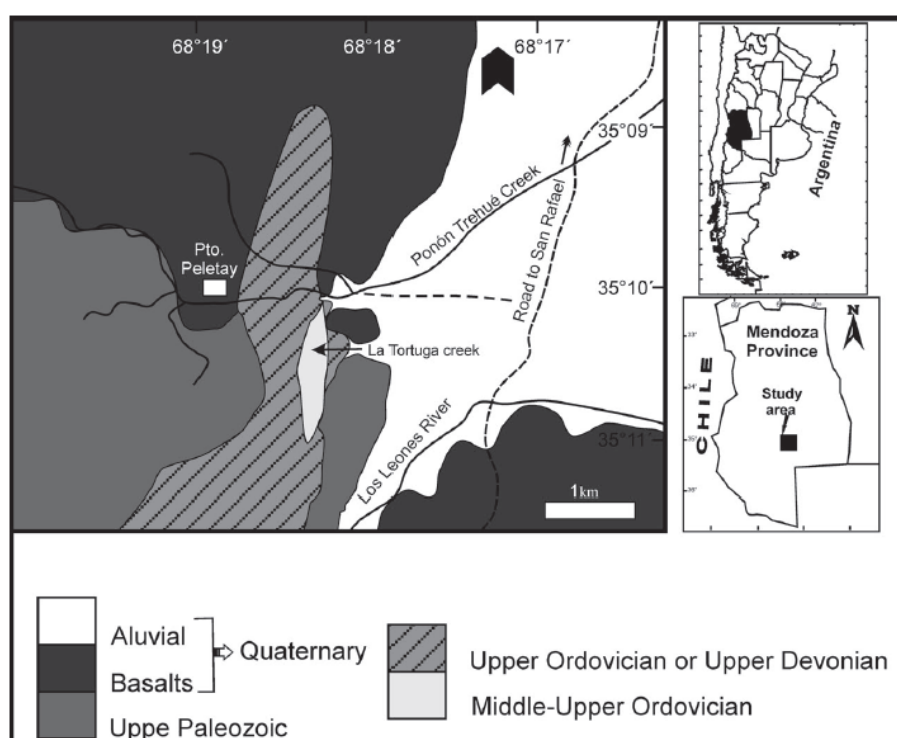 68°19´
68°18´
68°17´
35°09´
Ponón Trehué Creek
Road to San Rafael
Pto.
Peletay
35°10´
La Tortuga creek
Los Leones River
35°11´
1km
Argentina
N
Mendoza
Province
CHILE
Study
area
33°
35°
Aluvial
Basalts
Quaternary
Uppe Paleozoic
Upper Ordovician or Upper Devonian
Middle-Upper Ordovician